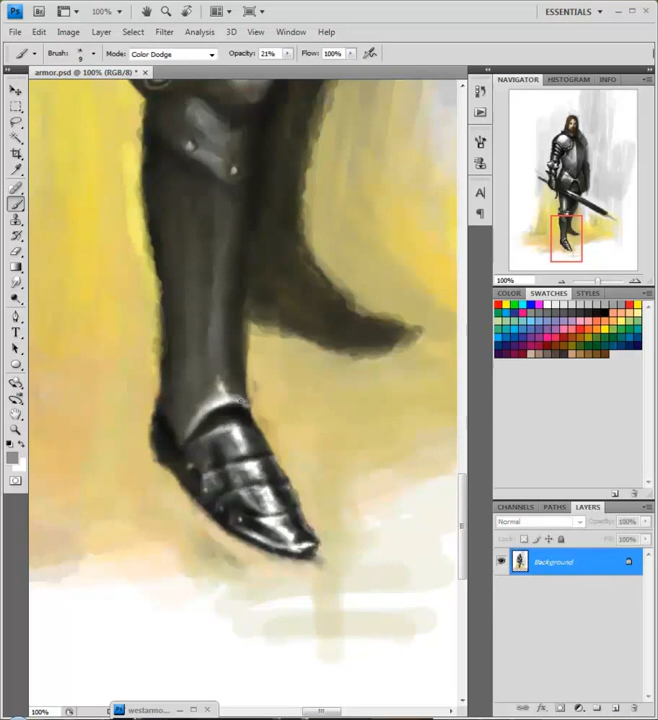 Ps Br 100% ESSENTIALS
File Edit Image Layer Select Filter Analysis 3D View Window Help
Brush: 9 Mode: Color Dodge Opacity: 21% Flow: 100%
armor.psd @ 100% (RGB/8) *
NAVIGATOR HISTOGRAM INFO
100%
COLOR SWATCHES STYLES
CHANNELS PATHS LAYERS
Normal Opacity: 100%
Lock: Fill: 100%
Background
100%
Ps westarmo...